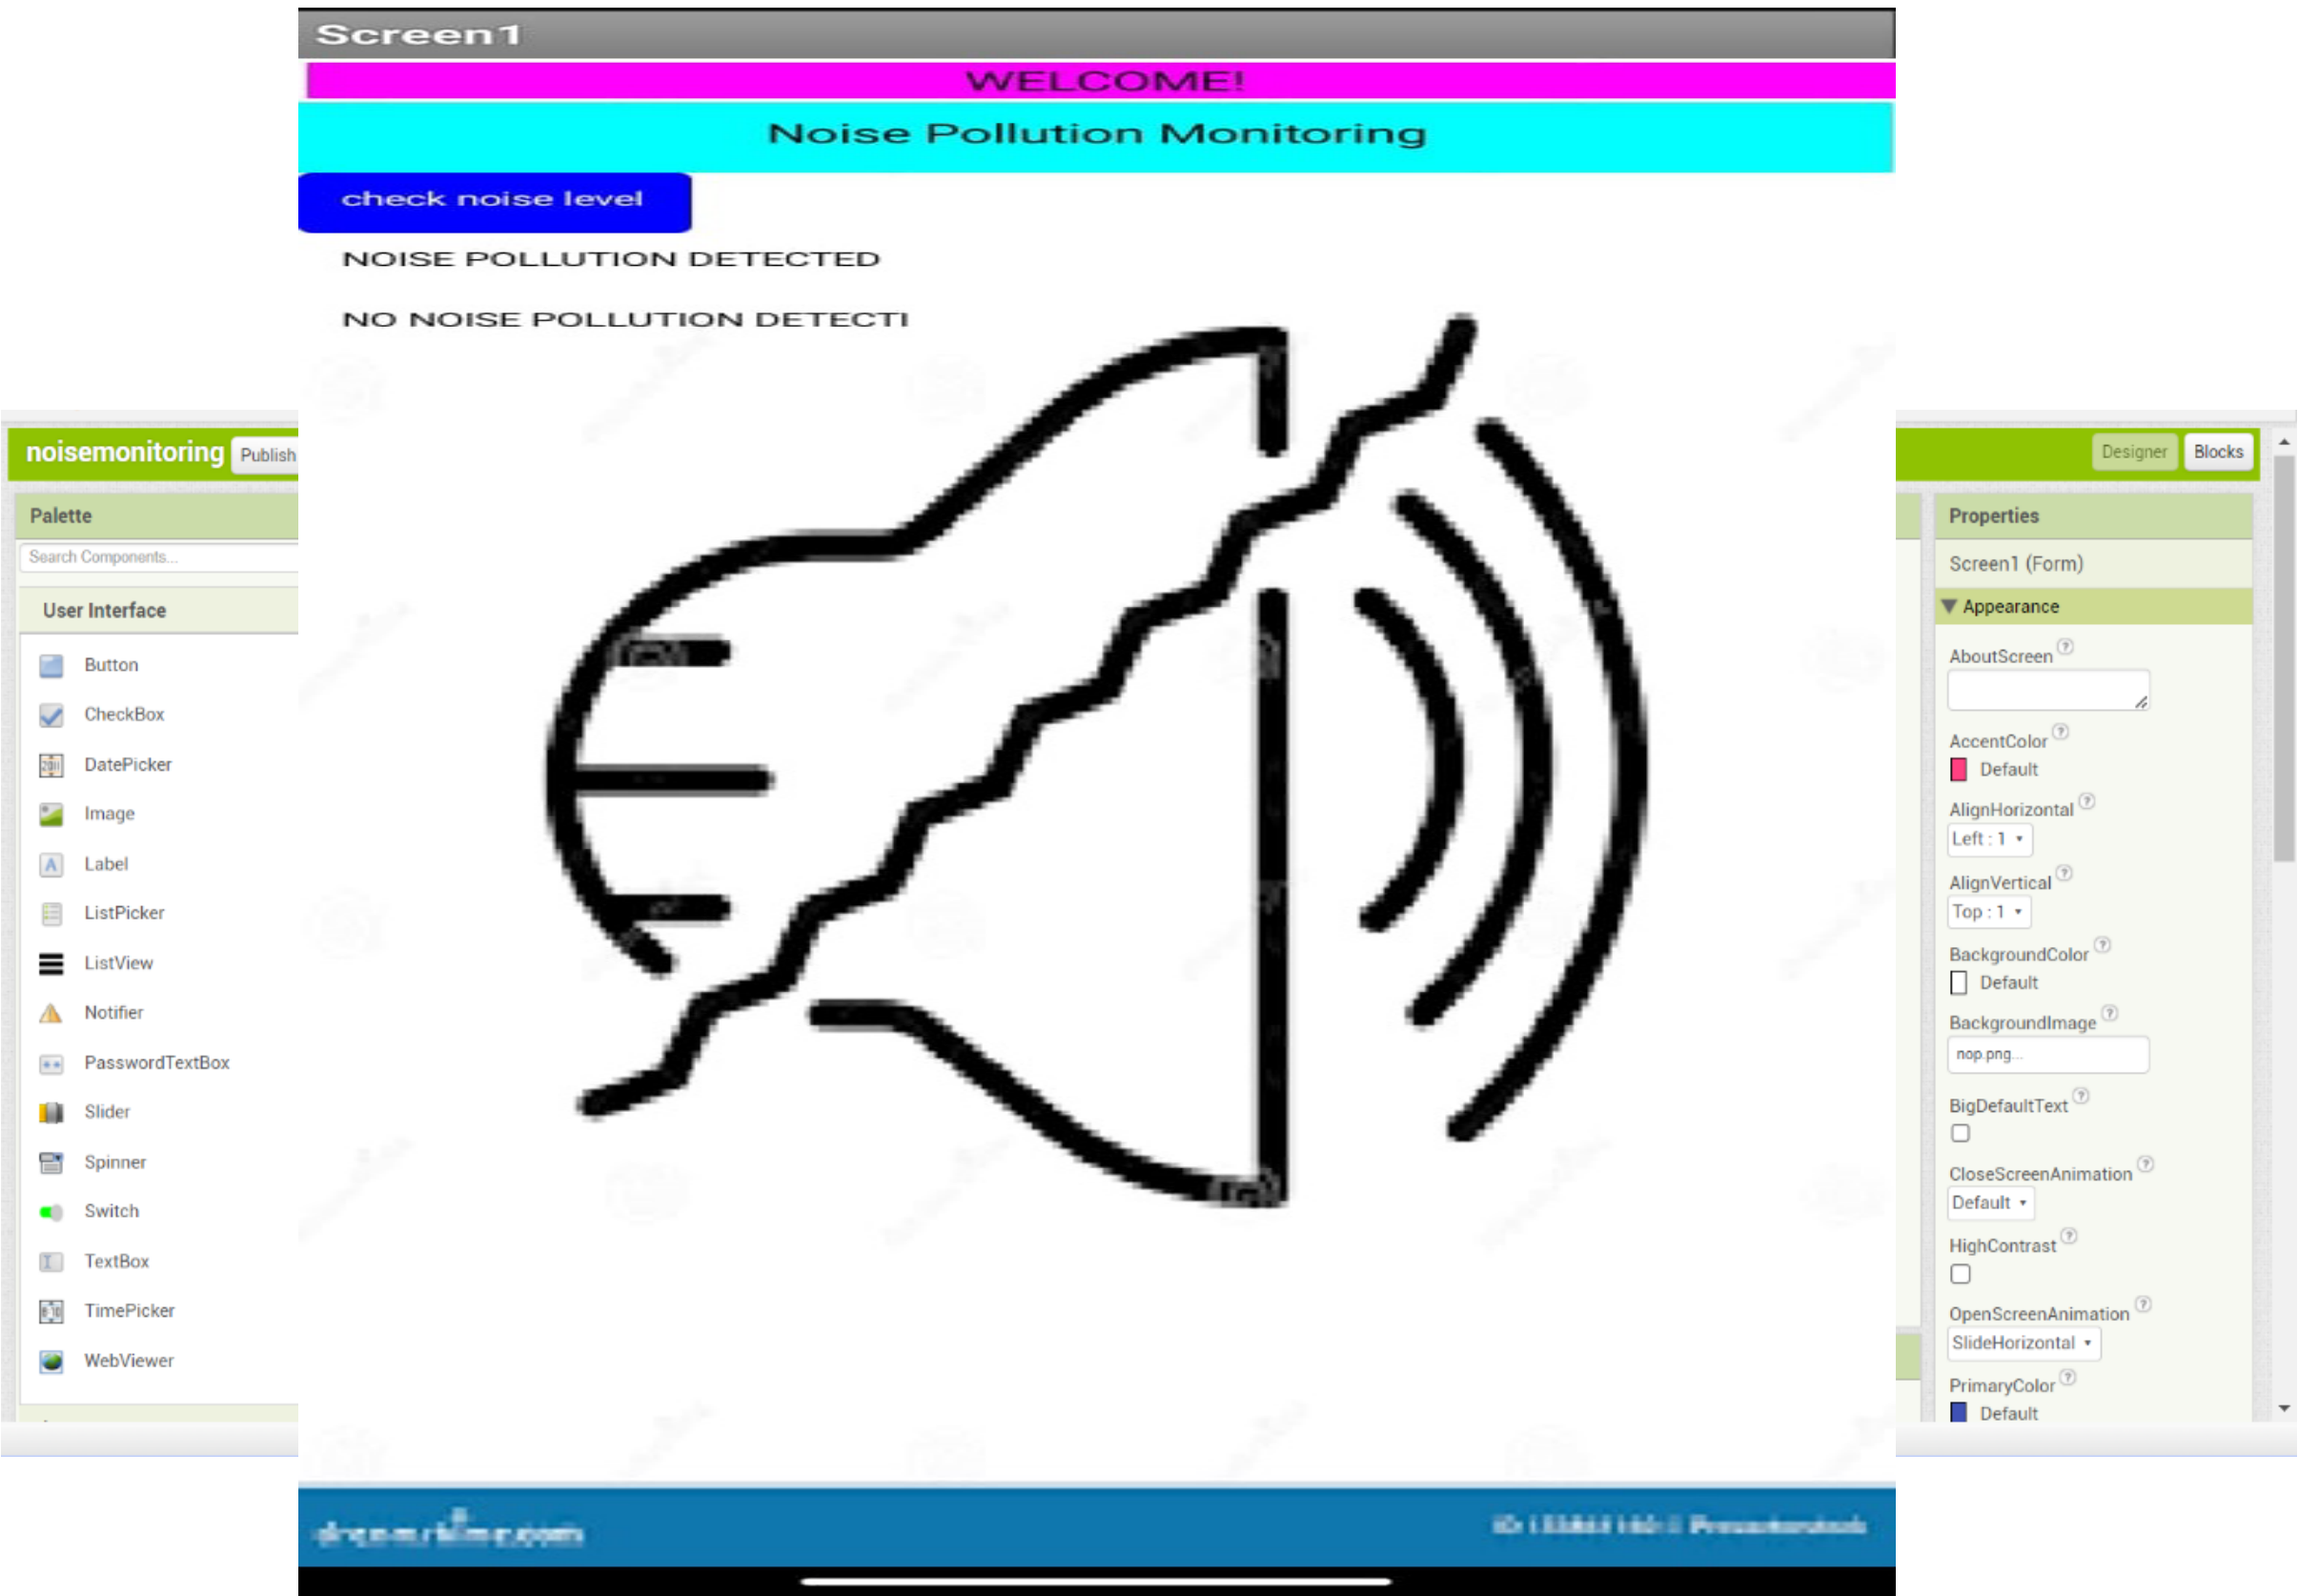 Screen1
WELCOME!
Noise Pollution Monitoring
check noise level
NOISE POLLUTION DETECTED
NO NOISE POLLUTION DETECTI
noisemonitoring
Publish
Palette
Search Components...
User Interface
Button
CheckBox
DatePicker
Image
Label
ListPicker
ListView
Notifier
PasswordTextBox
Slider
Spinner
Switch
TextBox
TimePicker
WebViewer
Designer
Blocks
Properties
Screen1 (Form)
Appearance
AboutScreen
AccentColor
Default
AlignHorizontal
Left : 1
AlignVertical
Top : 1
BackgroundColor
Default
BackgroundImage
nop.png...
BigDefaultText
CloseScreenAnimation
Default
HighContrast
OpenScreenAnimation
SlideHorizontal
PrimaryColor
Default
dreamstime.com